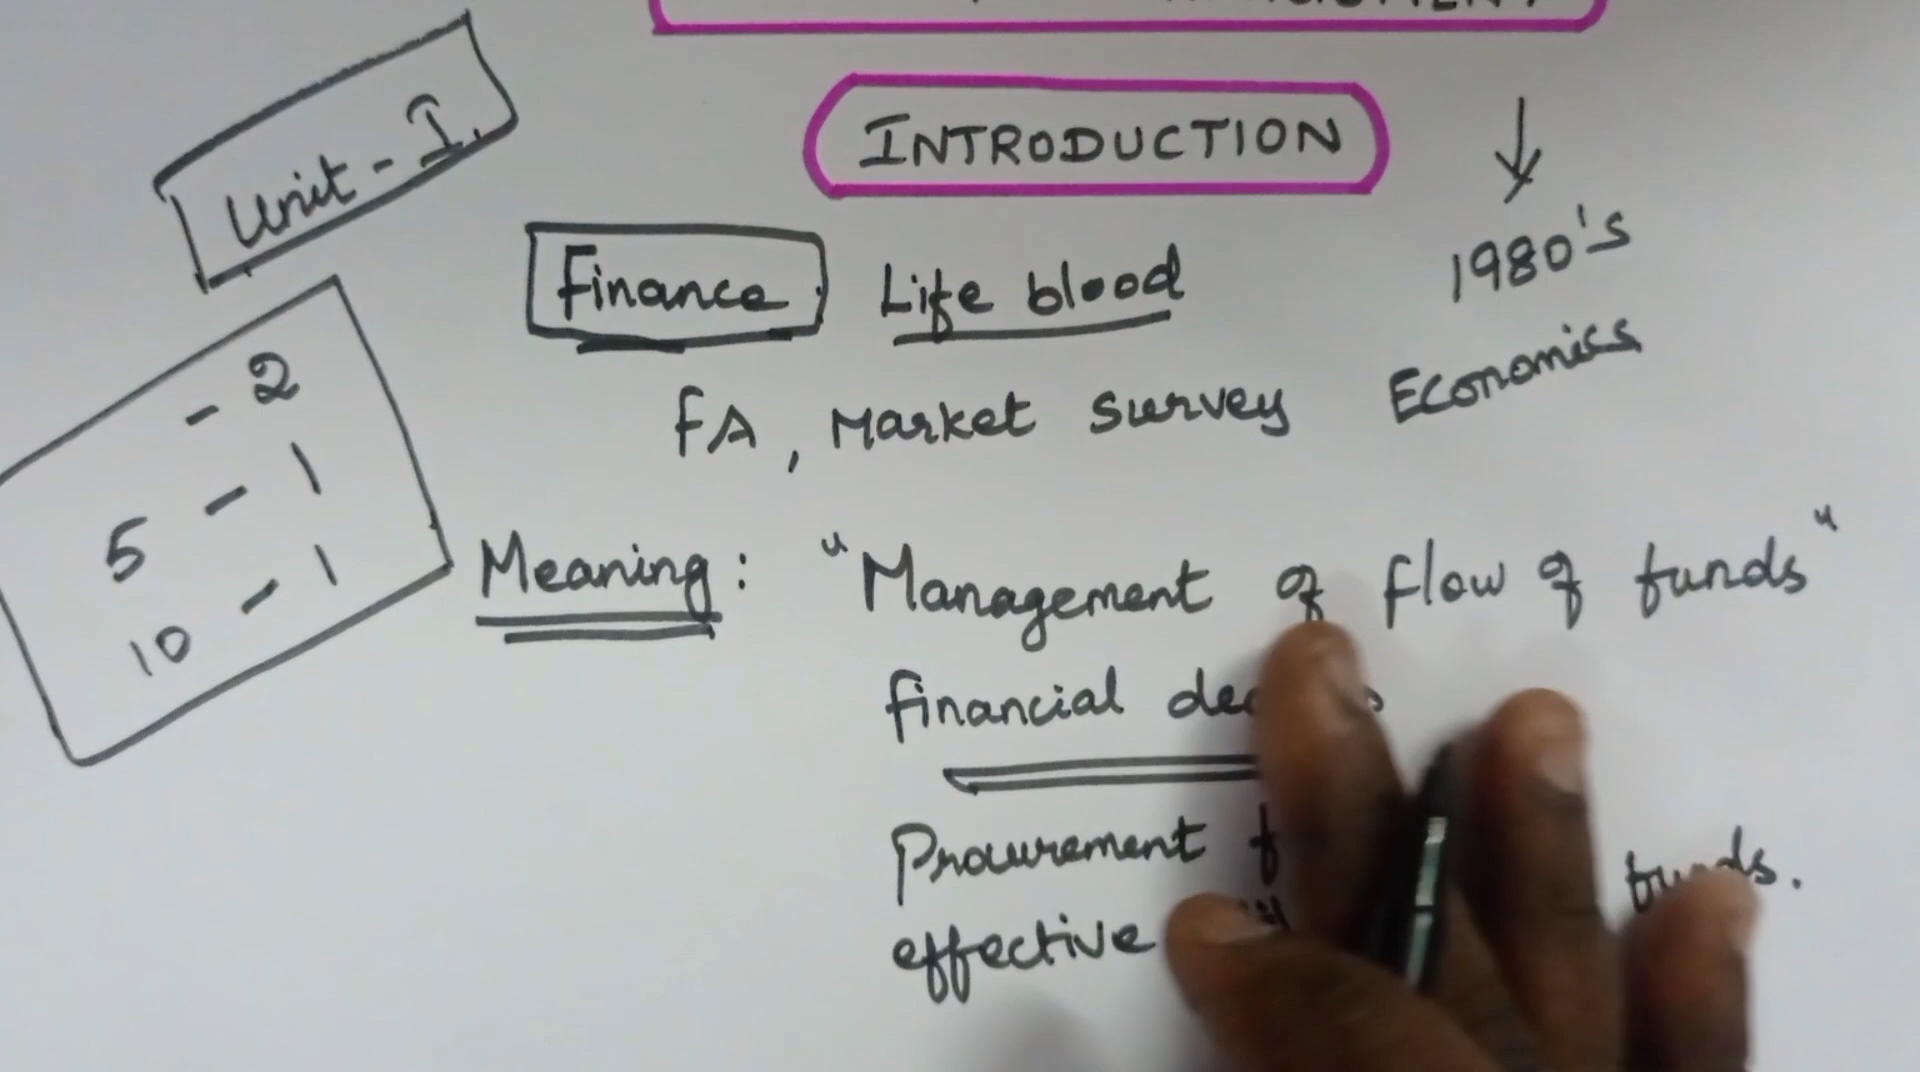 INTRODUCTION
Unit - I.
Finance Life blood
1980's
Economics
FA, Market Survey
- 2
5 - 1
10 - 1
Meaning: "Management of flow of funds"
financial
Procurement funds.
effective